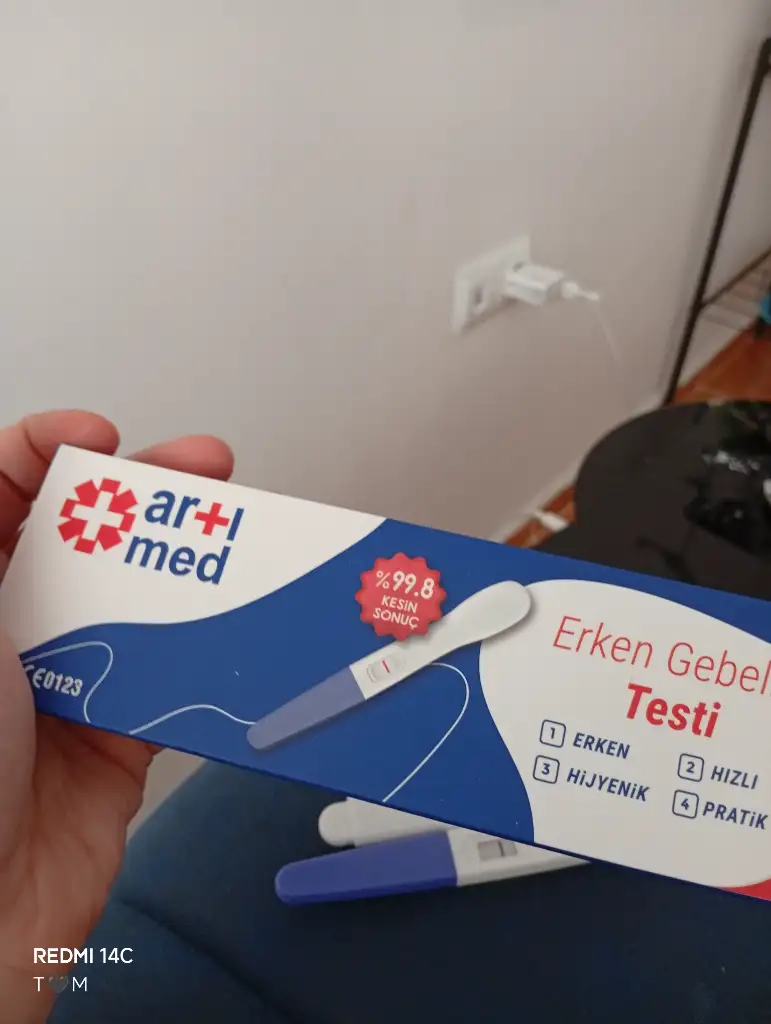 ar+ı
med
%99.8
KESİN
SONUÇ
CE0123
Erken Gebel
Testi
1 ERKEN
2 HIZLI
3 HİJYENİK
4 PRATİK
REDMI 14C
T🖤M